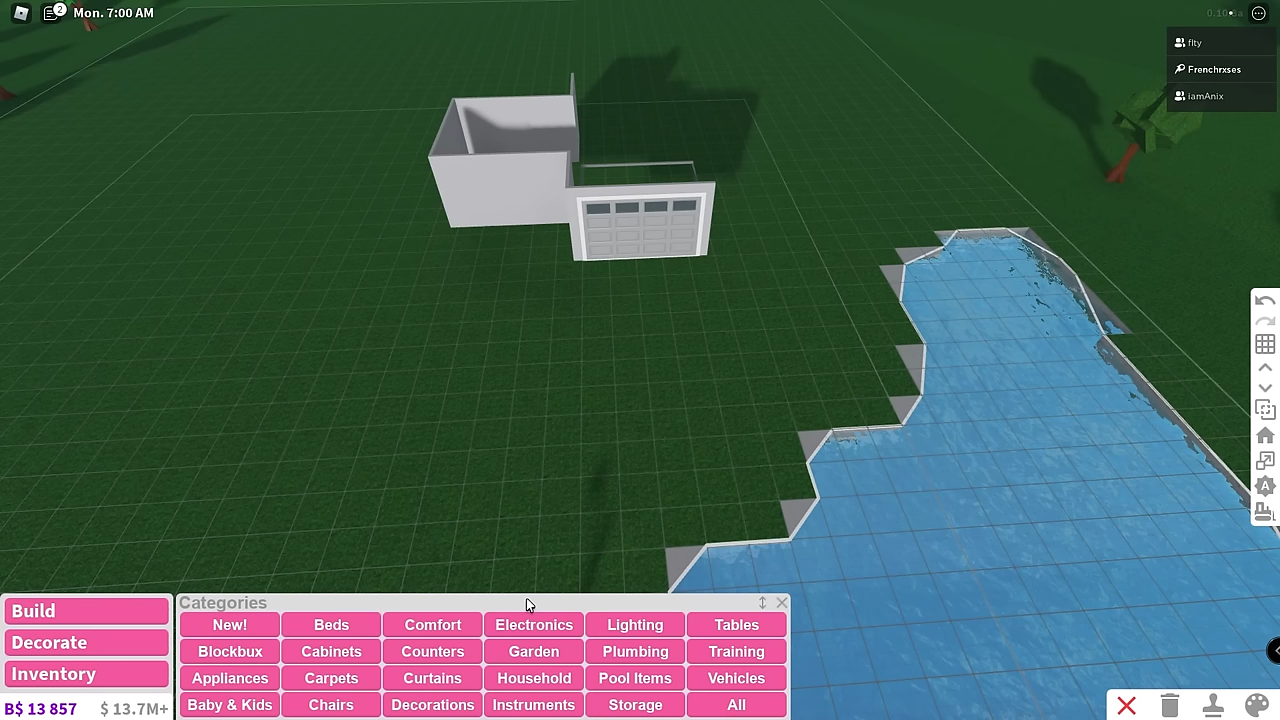 2
Mon. 7:00 AM
flty
Frenchrxses
iamAnix
Build
Decorate
Inventory
B$ 13 857
$ 13.7M+
Categories
New! Beds Comfort Electronics Lighting Tables
Blockbux Cabinets Counters Garden Plumbing Training
Appliances Carpets Curtains Household Pool Items Vehicles
Baby & Kids Chairs Decorations Instruments Storage All
A